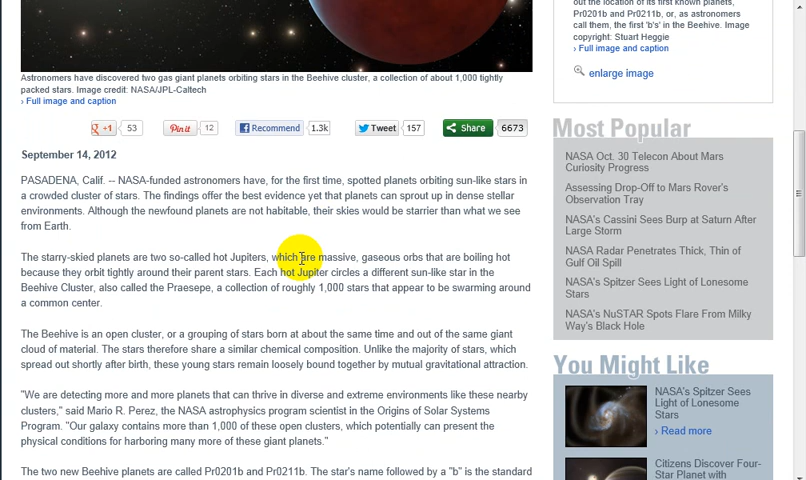 Astronomers have discovered two gas giant planets orbiting stars in the Beehive cluster, a collection of about 1,000 tightly
packed stars. Image credit: NASA/JPL-Caltech
› Full image and caption
+1 53
Pin it 12
Recommend 1.3k
Tweet 157
Share 6673
September 14, 2012
PASADENA, Calif. -- NASA-funded astronomers have, for the first time, spotted planets orbiting sun-like stars in
a crowded cluster of stars. The findings offer the best evidence yet that planets can sprout up in dense stellar
environments. Although the newfound planets are not habitable, their skies would be starrier than what we see
from Earth.
The starry-skied planets are two so-called hot Jupiters, which are massive, gaseous orbs that are boiling hot
because they orbit tightly around their parent stars. Each hot Jupiter circles a different sun-like star in the
Beehive Cluster, also called the Praesepe, a collection of roughly 1,000 stars that appear to be swarming around
a common center.
The Beehive is an open cluster, or a grouping of stars born at about the same time and out of the same giant
cloud of material. The stars therefore share a similar chemical composition. Unlike the majority of stars, which
spread out shortly after birth, these young stars remain loosely bound together by mutual gravitational attraction.
"We are detecting more and more planets that can thrive in diverse and extreme environments like these nearby
clusters," said Mario R. Perez, the NASA astrophysics program scientist in the Origins of Solar Systems
Program. "Our galaxy contains more than 1,000 of these open clusters, which potentially can present the
physical conditions for harboring many more of these giant planets."
The two new Beehive planets are called Pr0201b and Pr0211b. The star's name followed by a "b" is the standard
out the location of its first known planets,
Pr0201b and Pr0211b, or, as astronomers
call them, the first 'b's' in the Beehive. Image
copyright: Stuart Heggie
› Full image and caption
enlarge image
Most Popular
NASA Oct. 30 Telecon About Mars
Curiosity Progress
Assessing Drop-Off to Mars Rover's
Observation Tray
NASA's Cassini Sees Burp at Saturn After
Large Storm
NASA Radar Penetrates Thick, Thin of
Gulf Oil Spill
NASA's Spitzer Sees Light of Lonesome
Stars
NASA's NuSTAR Spots Flare From Milky
Way's Black Hole
You Might Like
NASA's Spitzer Sees
Light of Lonesome
Stars
› Read more
Citizens Discover Four-
Star Planet with